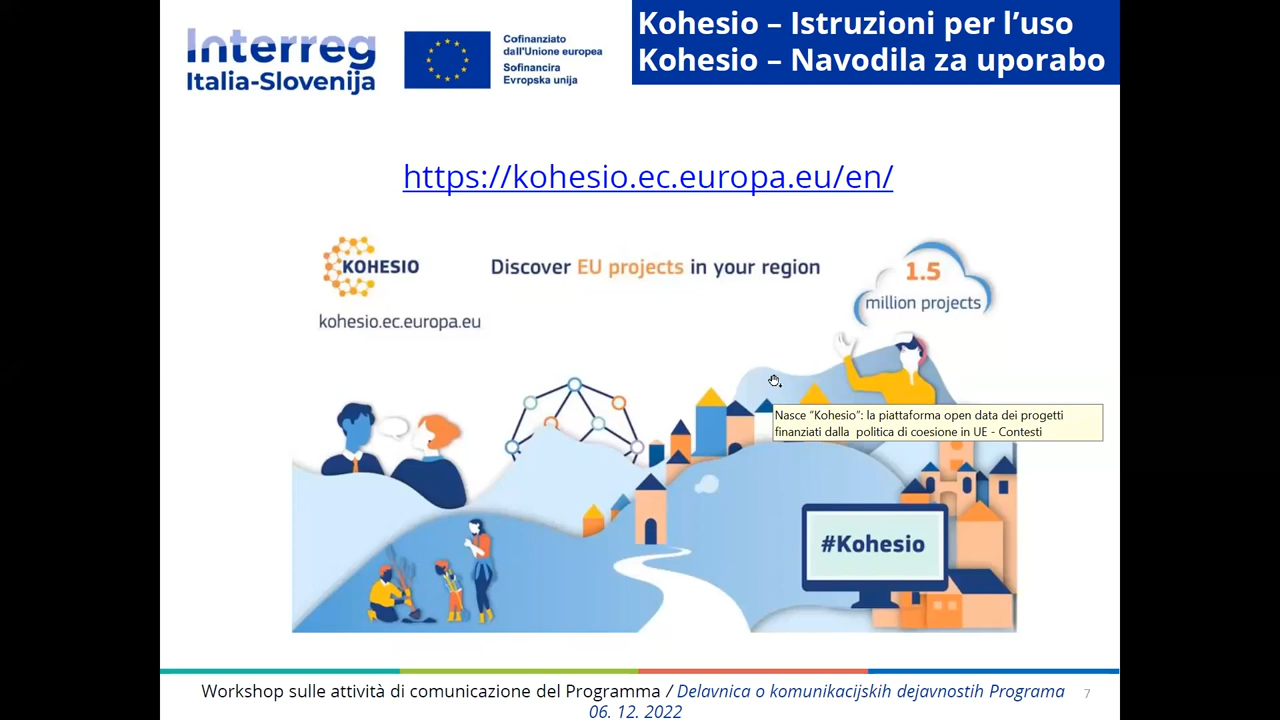 Interreg
Italia-Slovenija
Cofinanziato
dall'Unione europea
Sofinancira
Evropska unija
Kohesio – Istruzioni per l’uso
Kohesio – Navodila za uporabo
https://kohesio.ec.europa.eu/en/
KOHESIO
Discover EU projects in your region
1.5
million projects
kohesio.ec.europa.eu
Nasce "Kohesio": la piattaforma open data dei progetti
finanziati dalla politica di coesione in UE - Contesti
#Kohesio
Workshop sulle attività di comunicazione del Programma / Delavnica o komunikacijskih dejavnostih Programa
06. 12. 2022
7